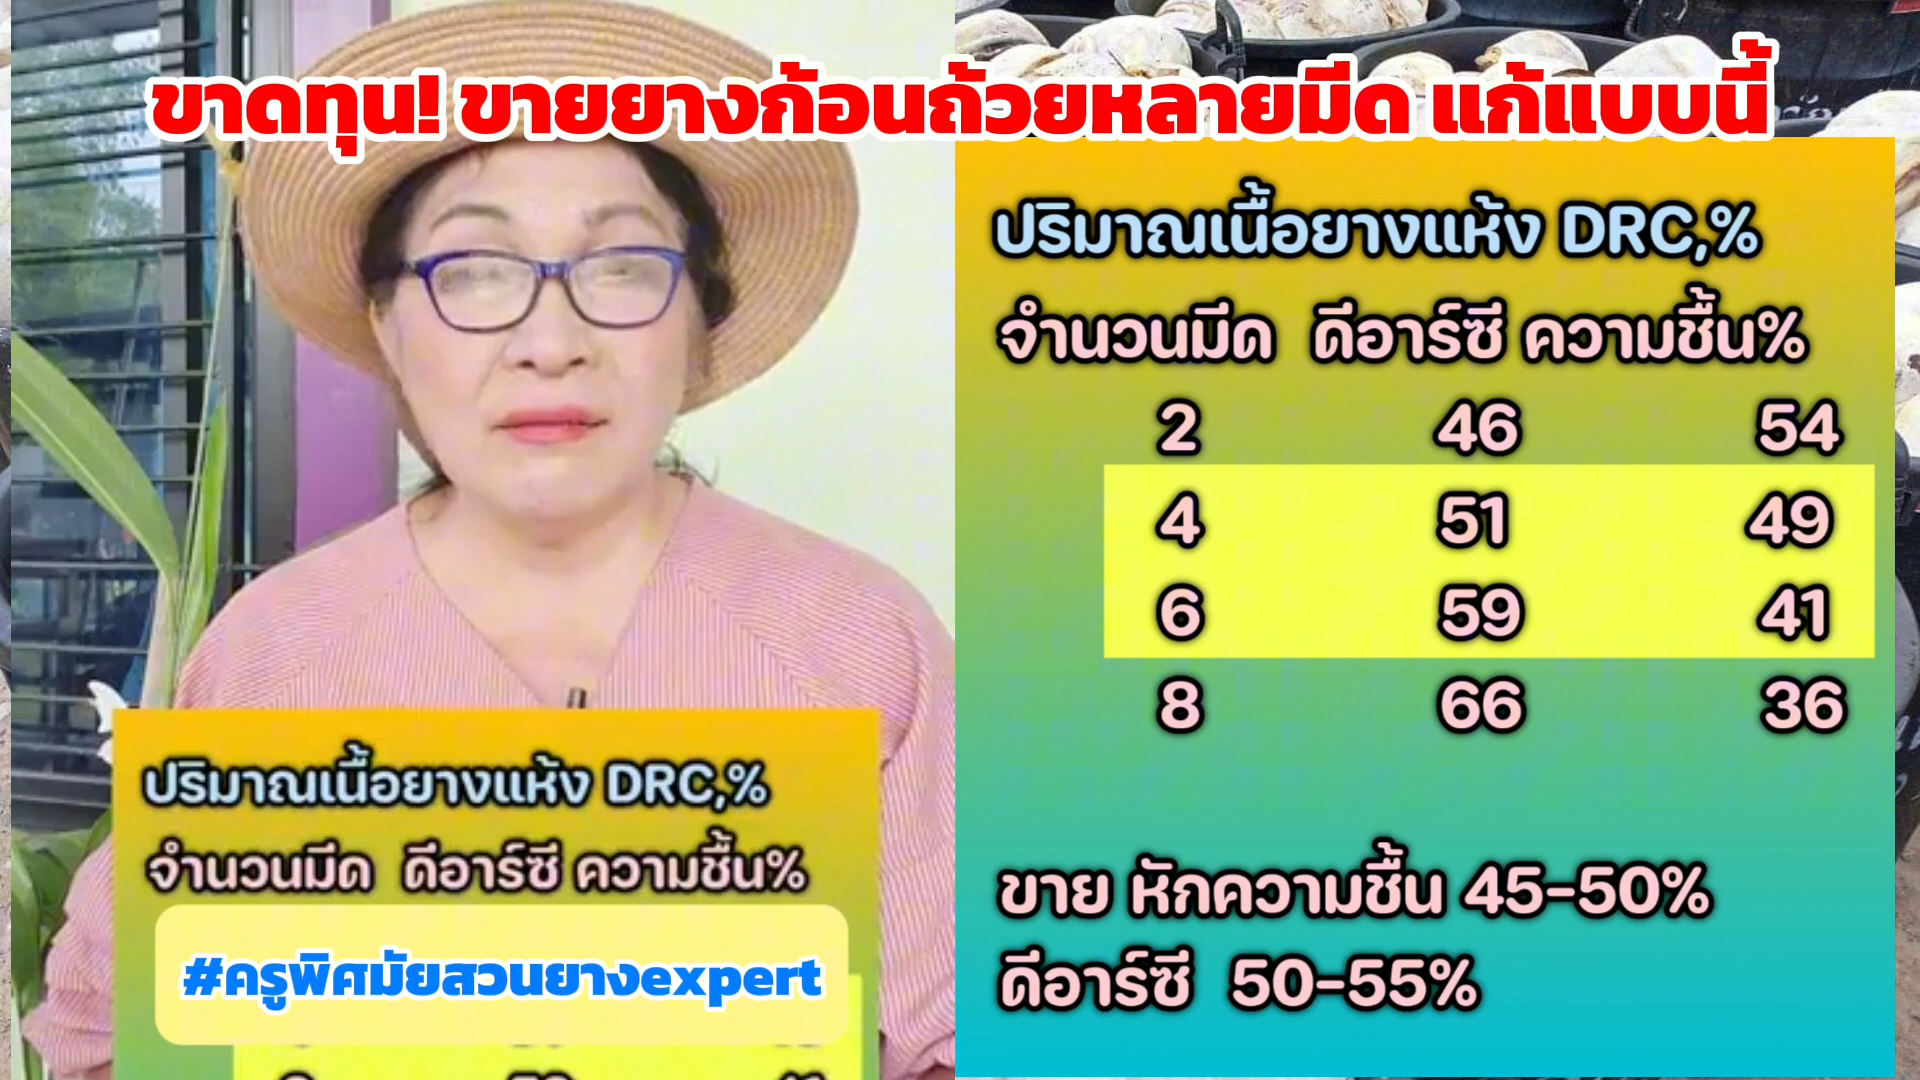 ขาดทุน! ขายยางก้อนถ้วยหลายมีด แก้แบบนี้
ปริมาณเนื้อยางแห้ง DRC,%
จำนวนมีด ดีอาร์ซี ความชื้น%
2 46 54
4 51 49
6 59 41
8 66 36
ขาย หักความชื้น 45-50%
ดีอาร์ซี 50-55%
ปริมาณเนื้อยางแห้ง DRC,%
จำนวนมีด ดีอาร์ซี ความชื้น%
#ครูพิศมัยสวนยางexpert